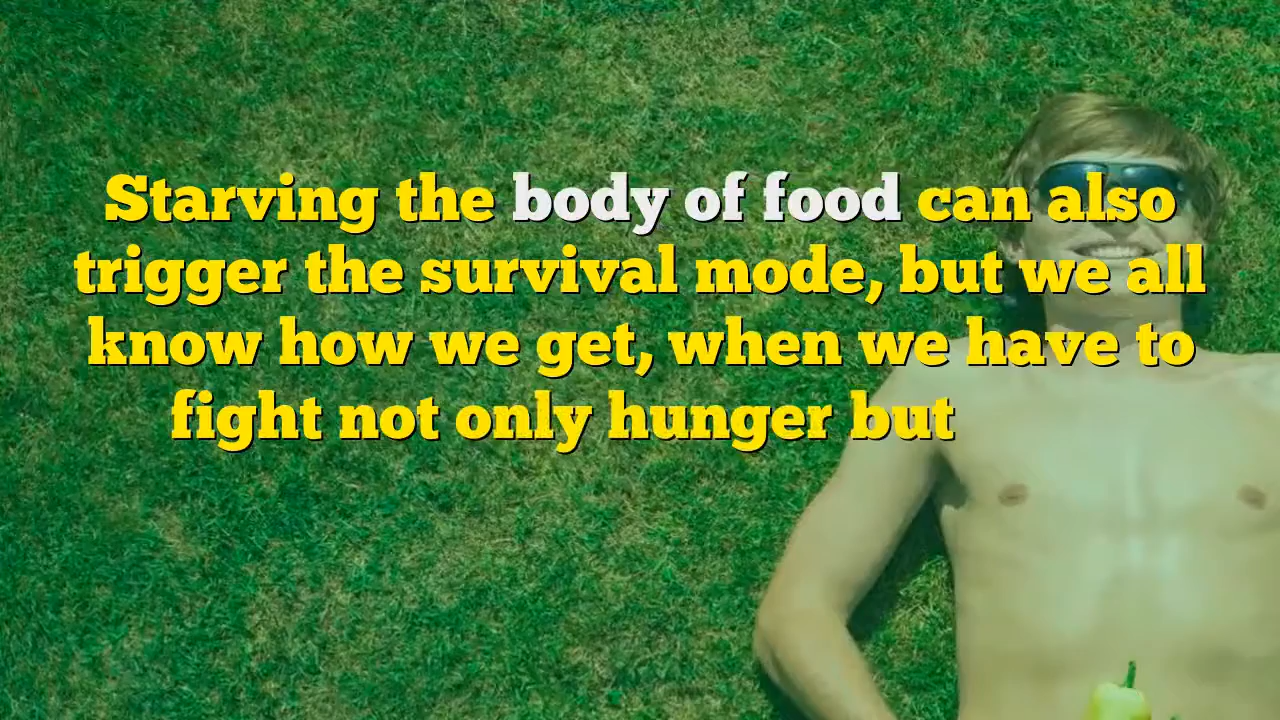 Starving the body of food can also
trigger the survival mode, but we all
know how we get, when we have to
fight not only hunger but